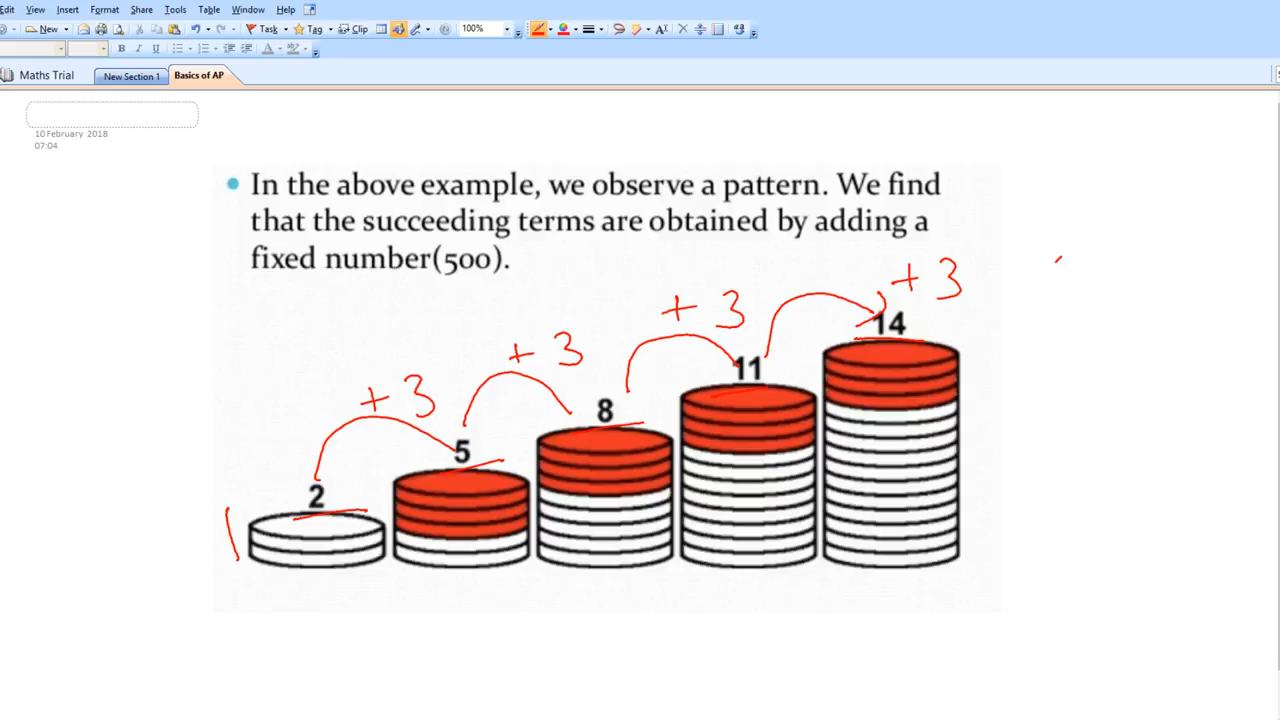 Edit View Insert Format Share Tools Table Window Help
New Task Tag Clip 100%
B I U A
Maths Trial New Section 1 Basics of AP
10 February 2018
07:04
• In the above example, we observe a pattern. We find
that the succeeding terms are obtained by adding a
fixed number(500).
+ 3
14
+ 3
11
+ 3
8
+ 3
5
2